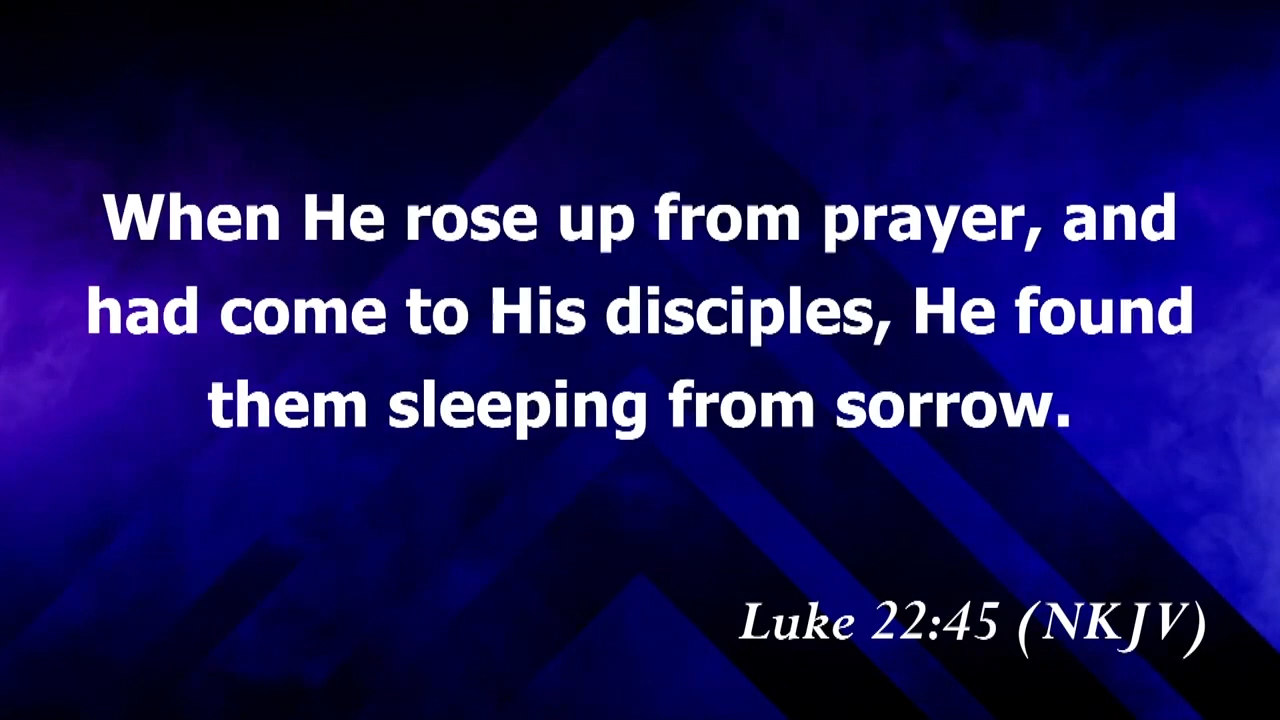 When He rose up from prayer, and
had come to His disciples, He found
them sleeping from sorrow.
Luke 22:45 (NKJV)